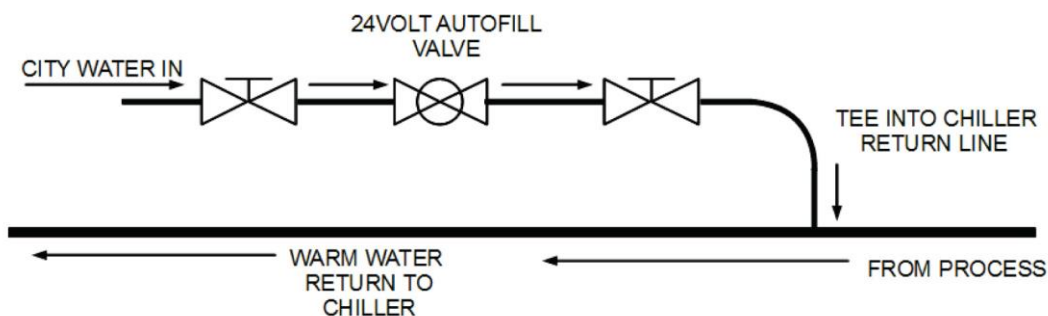 24VOLT AUTOFILL
VALVE
CITY WATER IN
TEE INTO CHILLER
RETURN LINE
WARM WATER
RETURN TO
CHILLER
FROM PROCESS